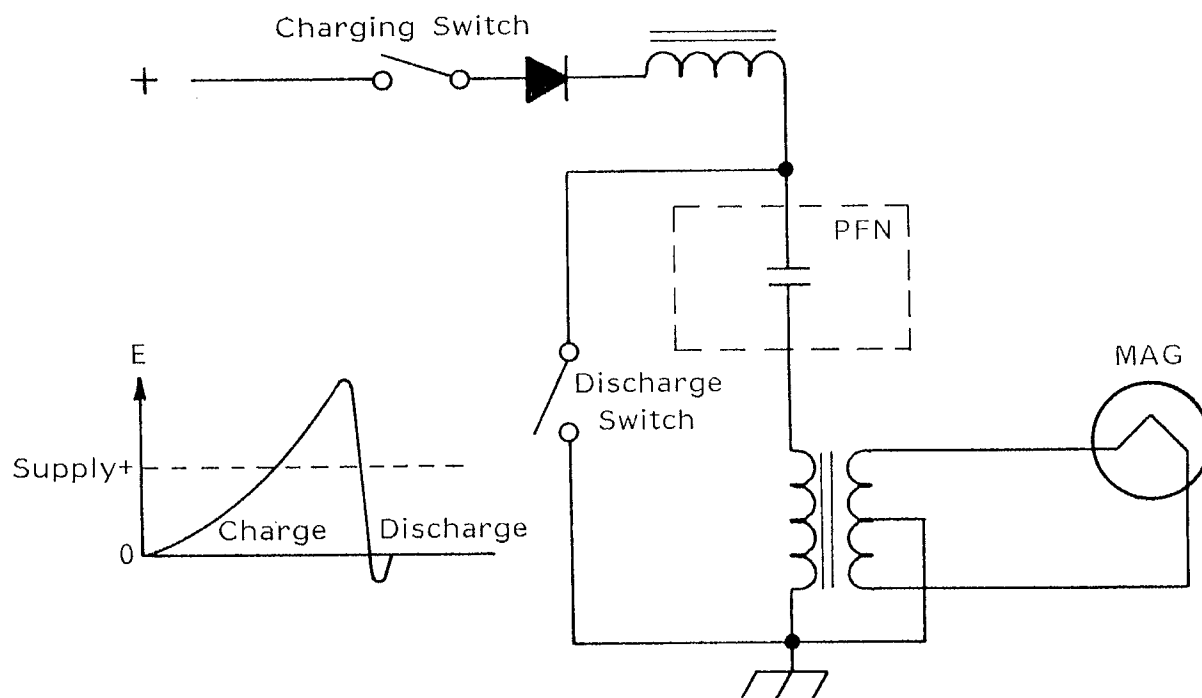 Charging Switch
+
PFN
E
MAG
Discharge
Switch
Supply+
Charge
Discharge
0